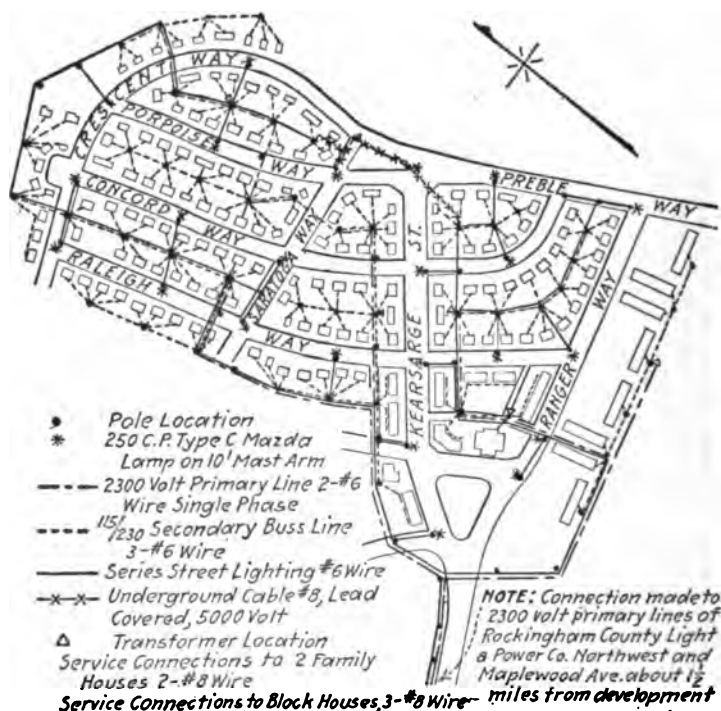 CRESCENT WAY
PORPOISE WAY
CONCORD WAY
RALEIGH WAY
SARATOGA WAY
KEARSARGE ST.
PREBLE WAY
RANGER WAY
Pole Location
250 C.P. Type C Mazda
Lamp on 10' Mast Arm
2300 Volt Primary Line 2-#6
Wire Single Phase
115/230 Secondary Buss Line
3-#6 Wire
Series Street Lighting #6 Wire
Underground Cable #8, Lead
Covered, 5000 Volt
Transformer Location
Service Connections to 2 Family
Houses 2-#8 Wire
Service Connections to Block Houses, 3-#8 Wire
NOTE: Connection made to
2300 volt primary lines of
Rockingham County Light
& Power Co. Northwest and
Maplewood Ave. about 1½
miles from development